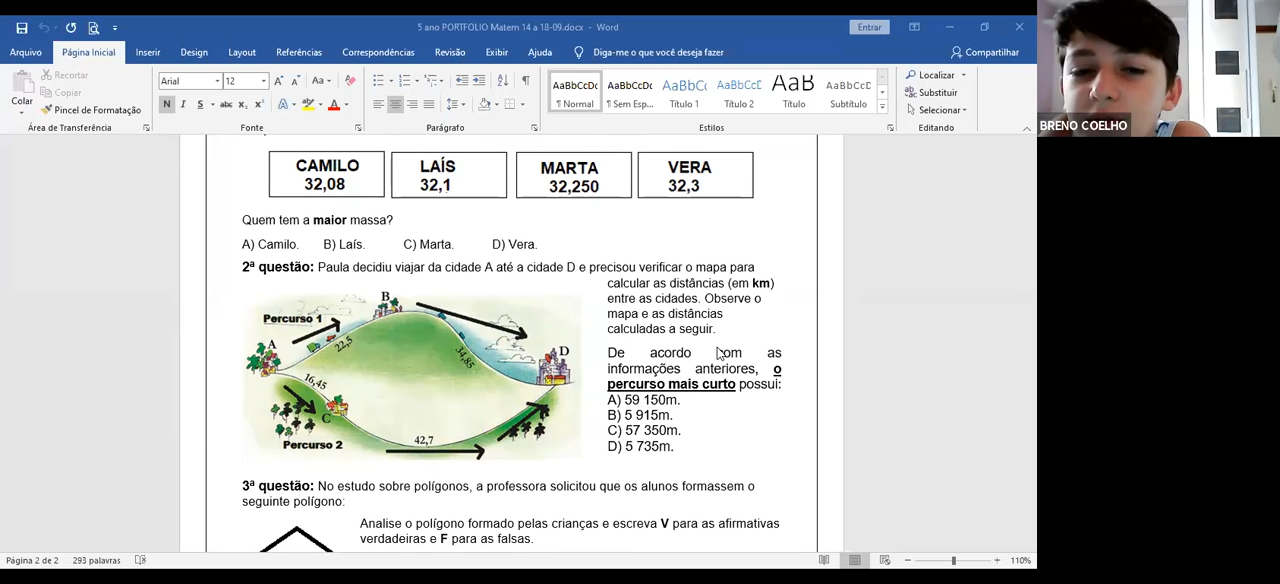 5 ano PORTFOLIO Matem 14 a 18-09.docx - Word
Entrar
Arquivo Página Inicial Inserir Design Layout Referências Correspondências Revisão Exibir Ajuda Diga-me o que você deseja fazer Compartilhar
Colar
Recortar
Copiar
Pincel de Formatação
Área de Transferência
Arial 12
N I S abc x₂ x²
Fonte
Parágrafo
AaBbCcDc AaBbCcDc AaBbCc AaBbCcD AaB AaBbCcD
¶ Normal ¶ Sem Esp... Título 1 Título 2 Título Subtítulo
Estilos
Localizar
Substituir
Selecionar
Editando
BRENO COELHO
CAMILO LAÍS MARTA VERA
32,08 32,1 32,250 32,3
Quem tem a maior massa?
A) Camilo. B) Laís. C) Marta. D) Vera.
2ª questão: Paula decidiu viajar da cidade A até a cidade D e precisou verificar o mapa para
calcular as distâncias (em km)
entre as cidades. Observe o
mapa e as distâncias
calculadas a seguir.
B
Percurso 1
A
22,5
34,85
D
16,45
C
42,7
Percurso 2
De acordo com as
informações anteriores, o
percurso mais curto possui:
A) 59 150m.
B) 5 915m.
C) 57 350m.
D) 5 735m.
3ª questão: No estudo sobre polígonos, a professora solicitou que os alunos formassem o
seguinte polígono:
Analise o polígono formado pelas crianças e escreva V para as afirmativas
verdadeiras e F para as falsas.
Página 2 de 2 293 palavras 110%